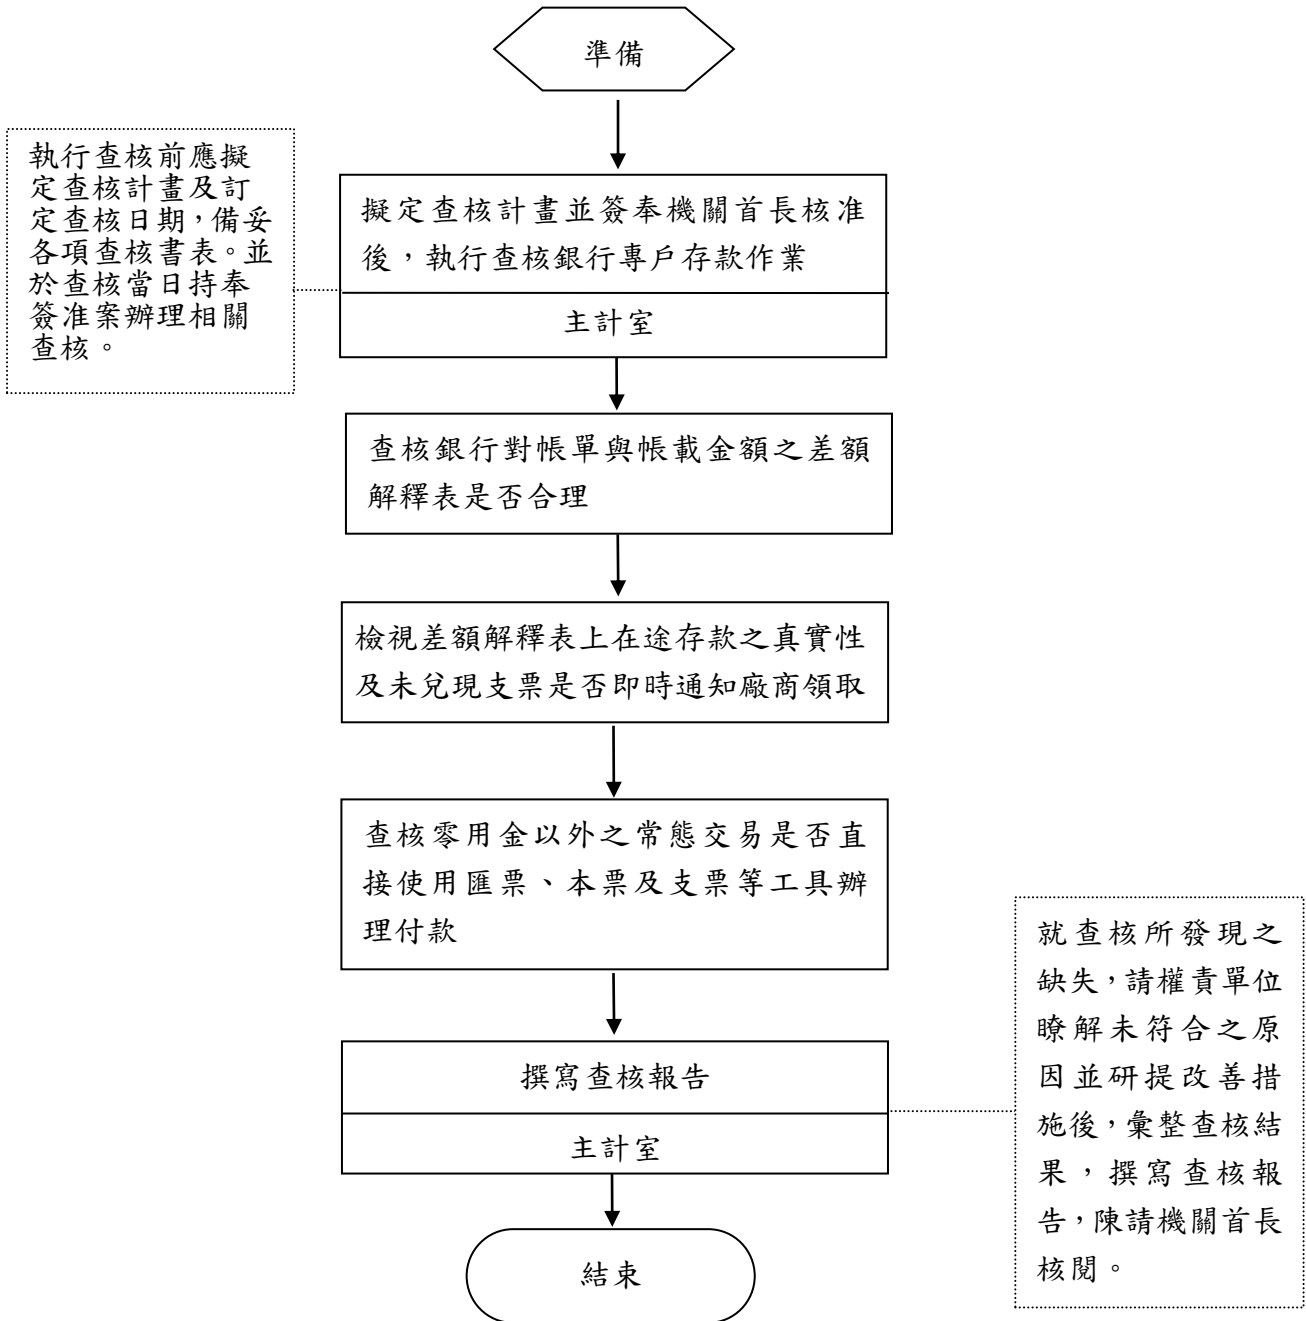 準備
執行查核前應擬
定查核計畫及訂
定查核日期，備妥
各項查核書表。並
於查核當日持奉
簽准案辦理相關
查核。
擬定查核計畫並簽奉機關首長核准
後，執行查核銀行專戶存款作業
主計室
查核銀行對帳單與帳載金額之差額
解釋表是否合理
檢視差額解釋表上在途存款之真實性
及未兌現支票是否即時通知廠商領取
查核零用金以外之常態交易是否直
接使用匯票、本票及支票等工具辦
理付款
撰寫查核報告
主計室
就查核所發現之
缺失，請權責單位
瞭解未符合之原
因並研提改善措
施後，彙整查核結
果，撰寫查核報
告，陳請機關首長
核閱。
結束